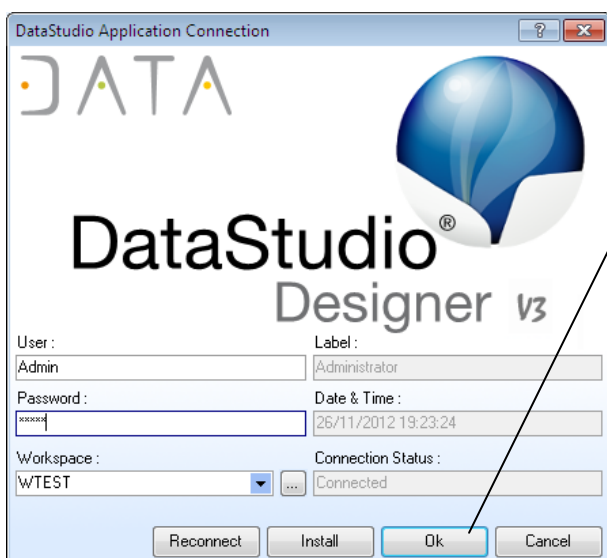 DataStudio Application Connection
DATA
DataStudio®
Designer V3
User :
Label :
Admin
Administrator
Password :
Date & Time :
*****
26/11/2012 19:23:24
Workspace :
Connection Status :
WTEST
...
Connected
Reconnect
Install
Ok
Cancel